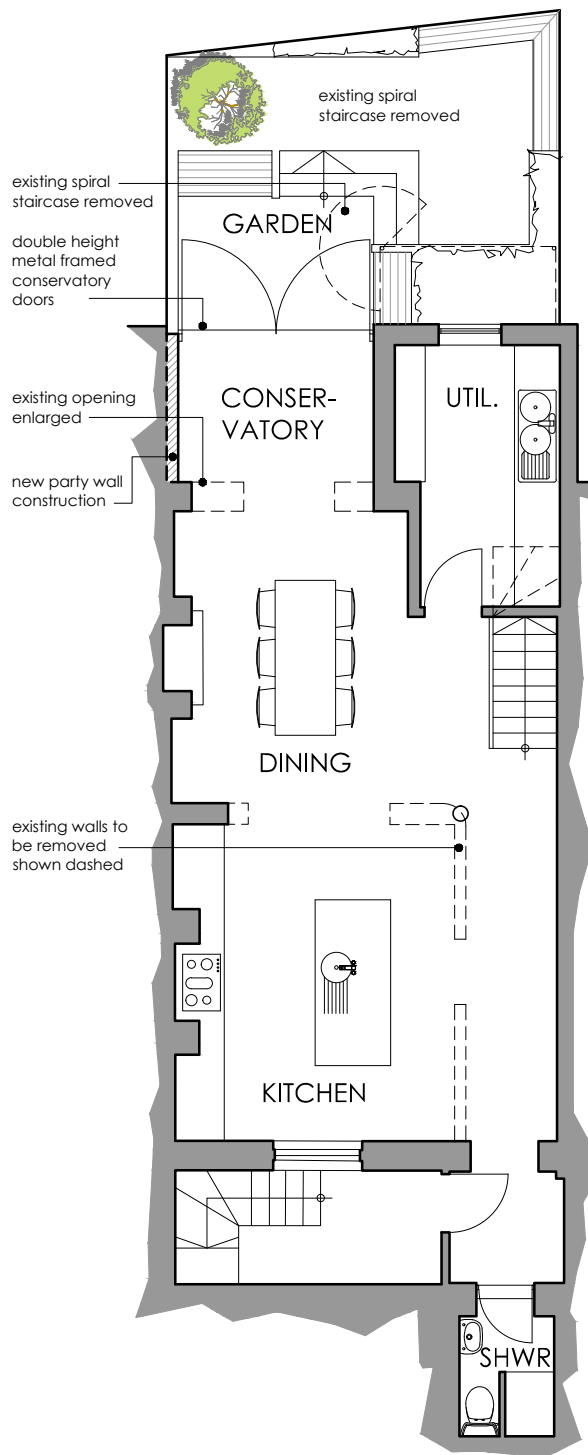 existing spiral
staircase removed
existing spiral
staircase removed
GARDEN
double height
metal framed
conservatory
doors
existing opening
enlarged
CONSER-
VATORY
UTIL.
new party wall
construction
DINING
existing walls to
be removed
shown dashed
KITCHEN
SHWR